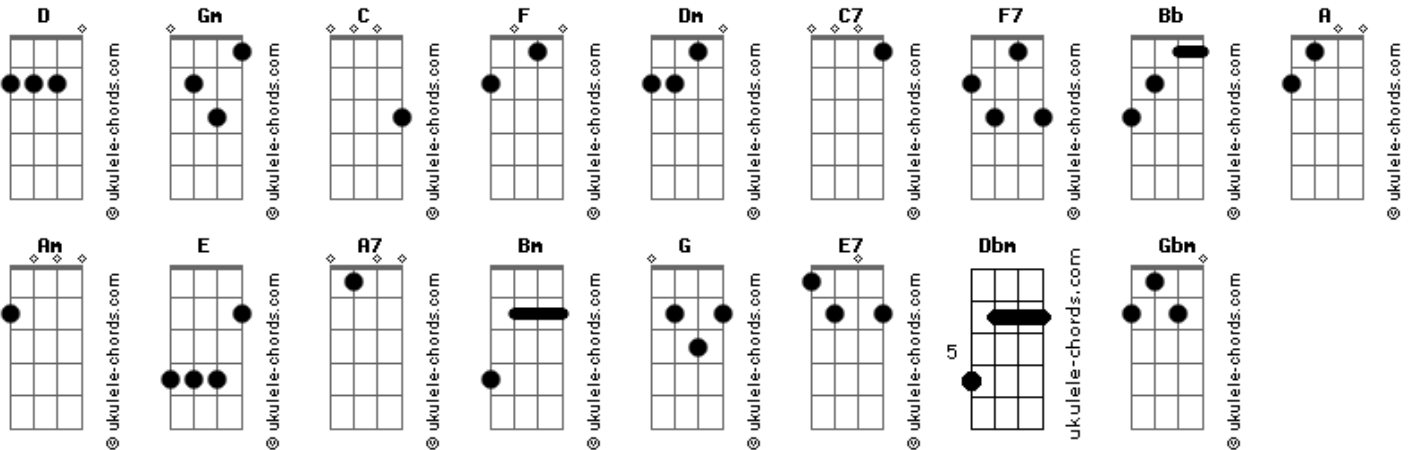 D Gm C F Dm C7 F7 Bb A
© ukulele-chords.com © ukulele-chords.com © ukulele-chords.com © ukulele-chords.com © ukulele-chords.com © ukulele-chords.com © ukulele-chords.com © ukulele-chords.com © ukulele-chords.com
Am E A7 Bm G E7 Dbm Gbm
5
© ukulele-chords.com © ukulele-chords.com © ukulele-chords.com © ukulele-chords.com © ukulele-chords.com © ukulele-chords.com ukulele-chords.com © ukulele-chords.com